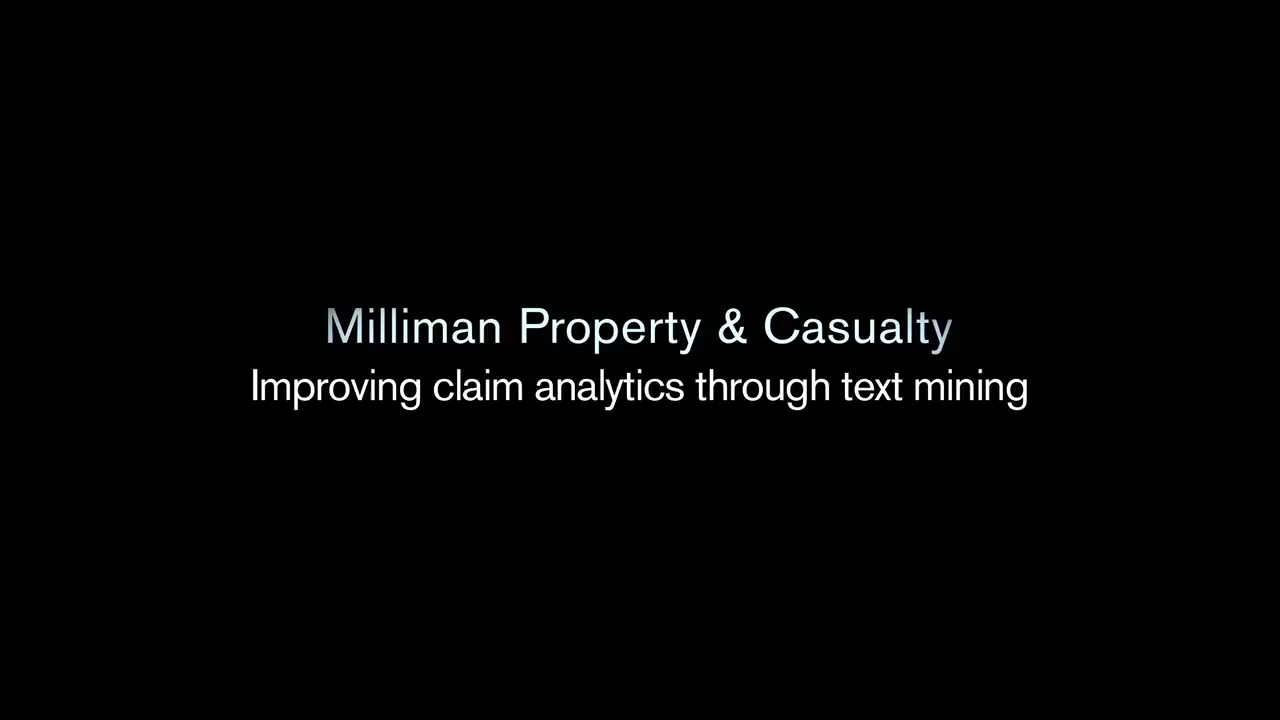 Milliman Property & Casualty
Improving claim analytics through text mining